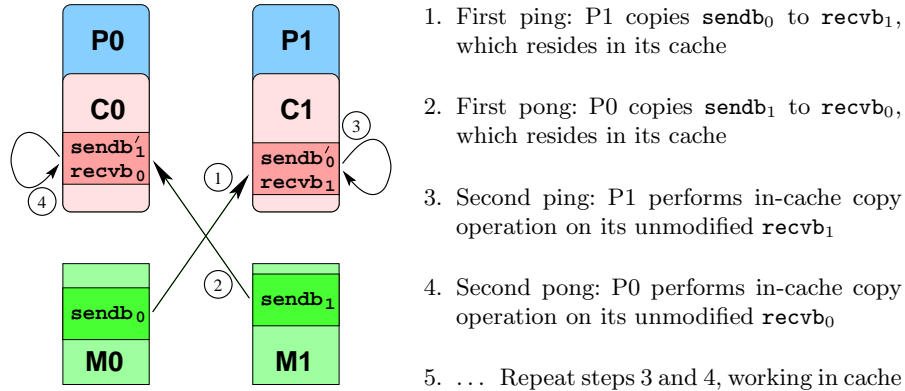 P0
P1
C0
C1
3
sendb′1
recvb0
sendb′0
recvb1
1
4
2
sendb0
sendb1
M0
M1
1. First ping: P1 copies sendb0 to recvb1,
which resides in its cache
2. First pong: P0 copies sendb1 to recvb0,
which resides in its cache
3. Second ping: P1 performs in-cache copy
operation on its unmodified recvb1
4. Second pong: P0 performs in-cache copy
operation on its unmodified recvb0
5. ... Repeat steps 3 and 4, working in cache